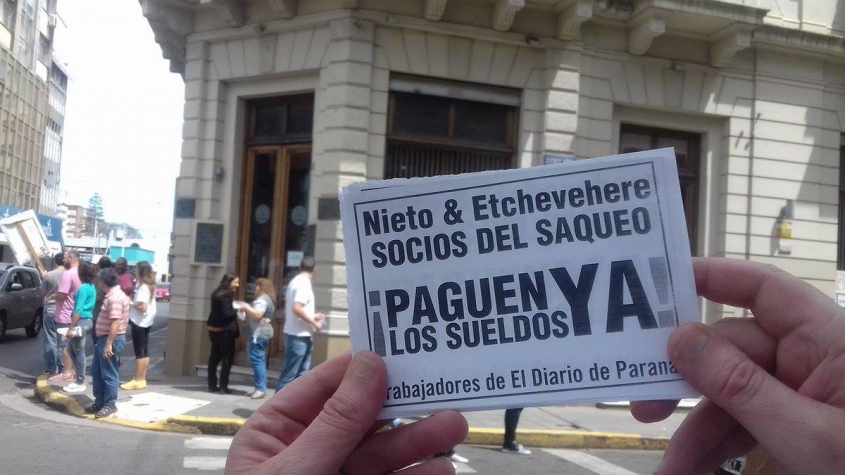 Nieto & Etchevehere
SOCIOS DEL SAQUEO
¡PAGUEN
LOS SUELDOS
YA!
rabajadores de El Diario de Paraná